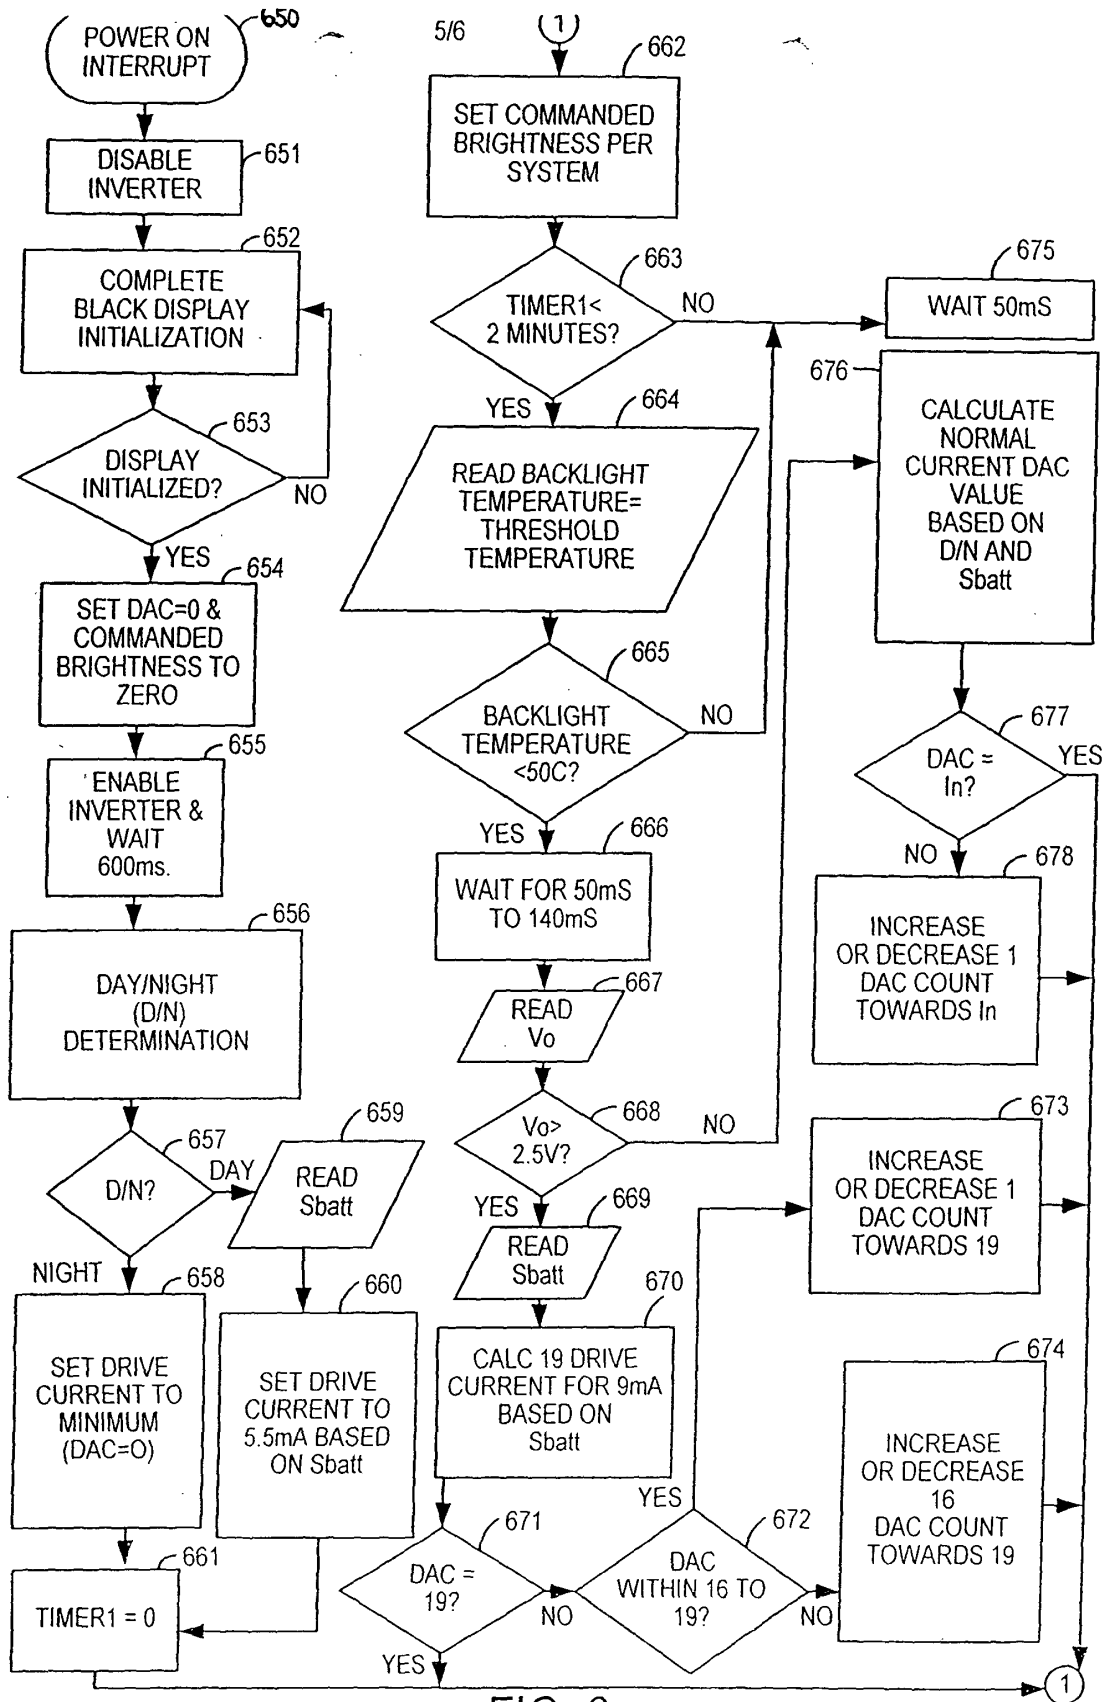 650
POWER ON
INTERRUPT
651
DISABLE
INVERTER
652
COMPLETE
BLACK DISPLAY
INITIALIZATION
653
DISPLAY
INITIALIZED?
NO
YES
654
SET DAC=0 &
COMMANDED
BRIGHTNESS TO
ZERO
655
ENABLE
INVERTER &
WAIT
600ms.
656
DAY/NIGHT
(D/N)
DETERMINATION
657
D/N?
DAY
NIGHT
658
SET DRIVE
CURRENT TO
MINIMUM
(DAC=O)
659
READ
Sbatt
660
SET DRIVE
CURRENT TO
5.5mA BASED
ON Sbatt
661
TIMER1 = 0
5/6
1
662
SET COMMANDED
BRIGHTNESS PER
SYSTEM
663
TIMER1<
2 MINUTES?
NO
YES
664
READ BACKLIGHT
TEMPERATURE=
THRESHOLD
TEMPERATURE
665
BACKLIGHT
TEMPERATURE
<50C?
NO
YES
666
WAIT FOR 50mS
TO 140mS
667
READ
Vo
668
Vo>
2.5V?
NO
YES
669
READ
Sbatt
670
CALC 19 DRIVE
CURRENT FOR 9mA
BASED ON
Sbatt
671
DAC =
19?
NO
YES
672
DAC
WITHIN 16 TO
19?
YES
NO
675
WAIT 50mS
676
CALCULATE
NORMAL
CURRENT DAC
VALUE
BASED ON
D/N AND
Sbatt
677
DAC =
In?
YES
NO
678
INCREASE
OR DECREASE 1
DAC COUNT
TOWARDS In
673
INCREASE
OR DECREASE 1
DAC COUNT
TOWARDS 19
674
INCREASE
OR DECREASE
16
DAC COUNT
TOWARDS 19
1